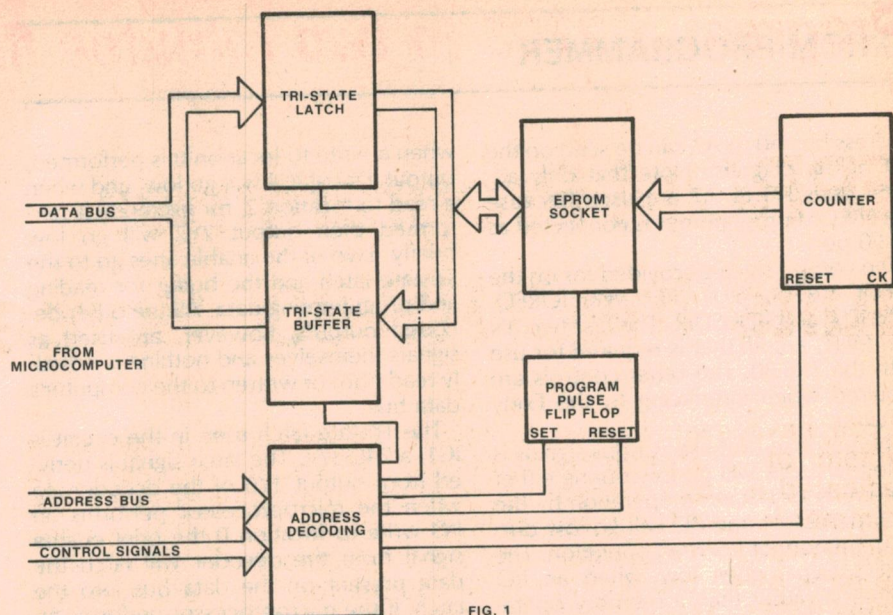 TRI-STATE
LATCH
DATA BUS
EPROM
SOCKET
COUNTER
RESET CK
TRI-STATE
BUFFER
FROM
MICROCOMPUTER
PROGRAM
PULSE
FLIP FLOP
SET RESET
ADDRESS BUS
CONTROL SIGNALS
ADDRESS
DECODING
FIG. 1